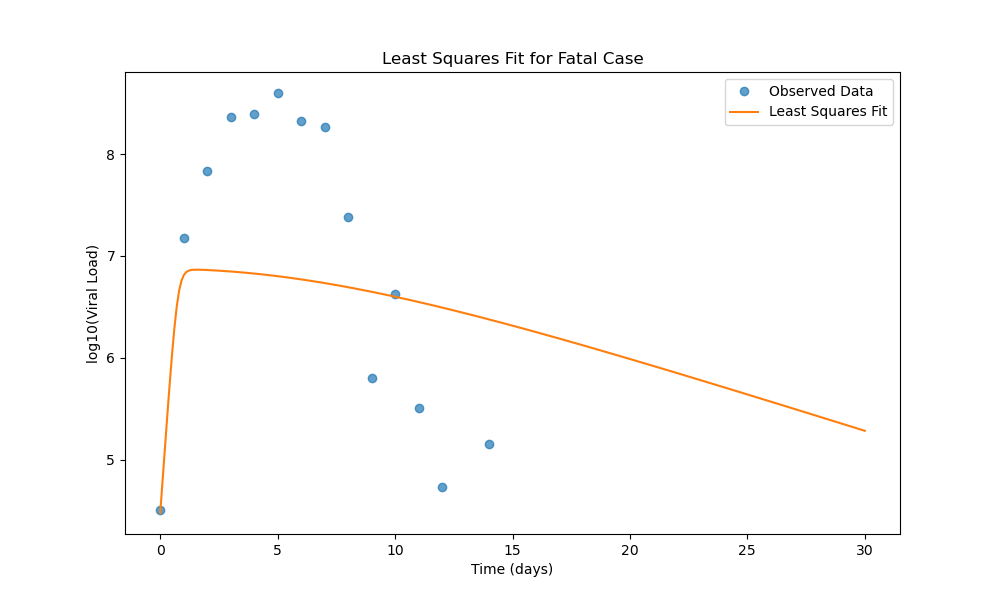 Least Squares Fit for Fatal Case
Observed Data
Least Squares Fit
log10(Viral Load)
8
7
6
5
0 5 10 15 20 25 30
Time (days)